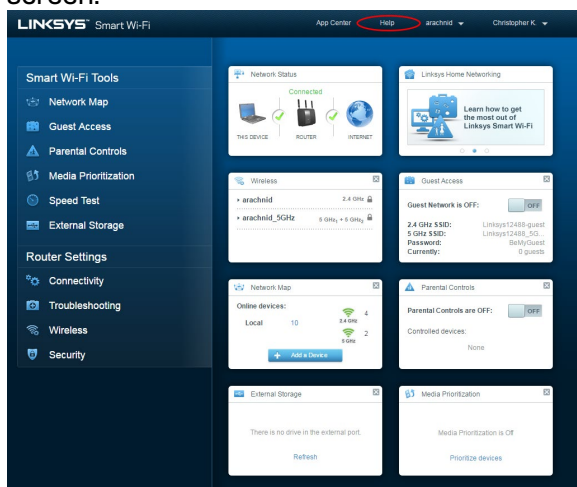 screen.
LINKSYS Smart Wi-Fi
App Center Help arachnid Christopher K.
Smart Wi-Fi Tools
Network Map
Guest Access
Parental Controls
Media Prioritization
Speed Test
External Storage
Router Settings
Connectivity
Troubleshooting
Wireless
Security
Network Status
Connected
THIS DEVICE ROUTER INTERNET
Linksys Home Networking
Learn how to get
the most out of
Linksys Smart Wi-Fi
Wireless
arachnid 2.4 GHz
arachnid_5GHz 5 GHz1 + 5 GHz2
Guest Access
Guest Network is OFF: OFF
2.4 GHz SSID: Linksys12488-guest
5 GHz SSID: Linksys12488_5G...
Password: BeMyGuest
Currently: 0 guests
Network Map
Online devices:
Local 10
4
2.4 GHz
2
5 GHz
+ Add a Device
Parental Controls
Parental Controls are OFF: OFF
Controlled devices:
None
External Storage
There is no drive in the external port.
Refresh
Media Prioritization
Media Prioritization is Off
Prioritize devices